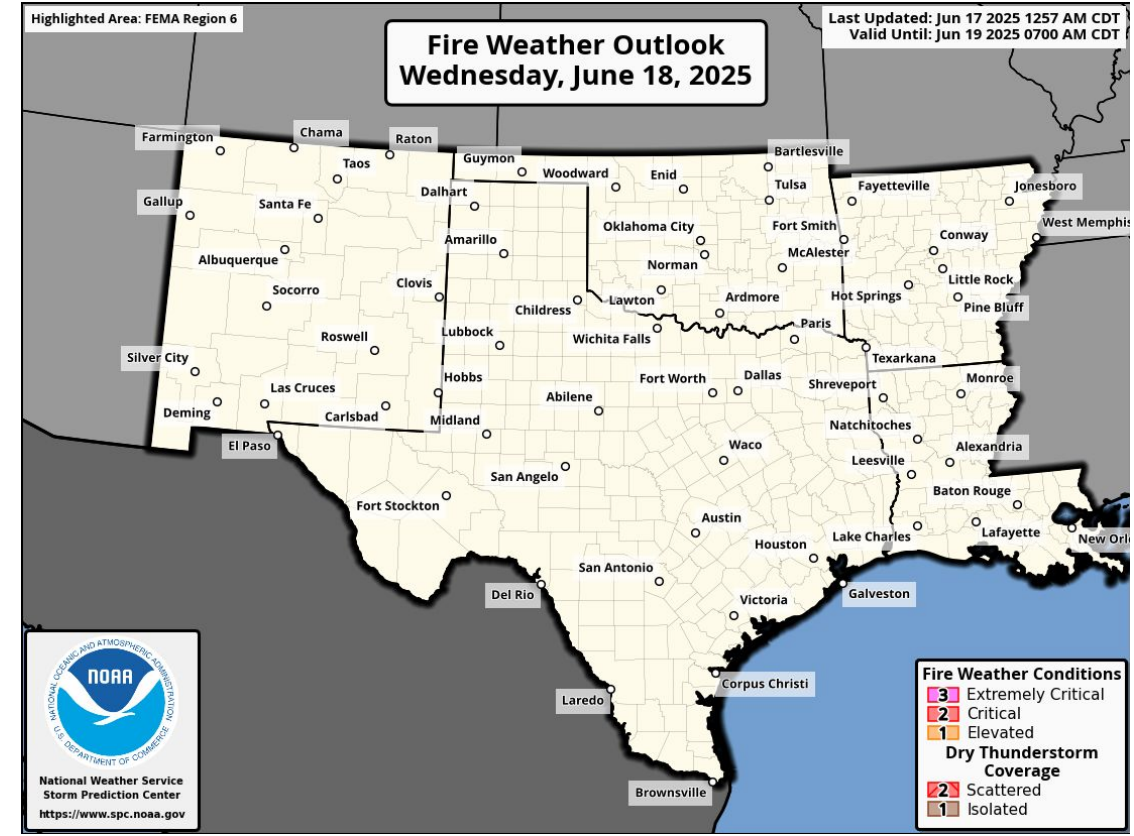 Highlighted Area: FEMA Region 6
Last Updated: Jun 17 2025 1257 AM CDT
Valid Until: Jun 19 2025 0700 AM CDT
Fire Weather Outlook
Wednesday, June 18, 2025
Farmington
Chama
Raton
Taos
Guymon
Woodward
Enid
Bartlesville
Tulsa
Fayetteville
Jonesboro
Gallup
Santa Fe
Dalhart
West Memphis
Oklahoma City
Fort Smith
Conway
Albuquerque
Amarillo
Norman
McAlester
Little Rock
Socorro
Clovis
Childress
Lawton
Ardmore
Hot Springs
Pine Bluff
Roswell
Lubbock
Wichita Falls
Paris
Texarkana
Silver City
Las Cruces
Hobbs
Fort Worth
Dallas
Shreveport
Monroe
Deming
Carlsbad
Midland
Abilene
Natchitoches
El Paso
Waco
Leesville
Alexandria
San Angelo
Baton Rouge
Fort Stockton
Austin
Houston
Lake Charles
Lafayette
New Orl
San Antonio
Del Rio
Victoria
Galveston
Laredo
Corpus Christi
Brownsville
NATIONAL OCEANIC AND ATMOSPHERIC ADMINISTRATION
NOAA
U.S. DEPARTMENT OF COMMERCE
National Weather Service
Storm Prediction Center
https://www.spc.noaa.gov
Fire Weather Conditions
3 Extremely Critical
2 Critical
1 Elevated
Dry Thunderstorm
Coverage
2 Scattered
1 Isolated